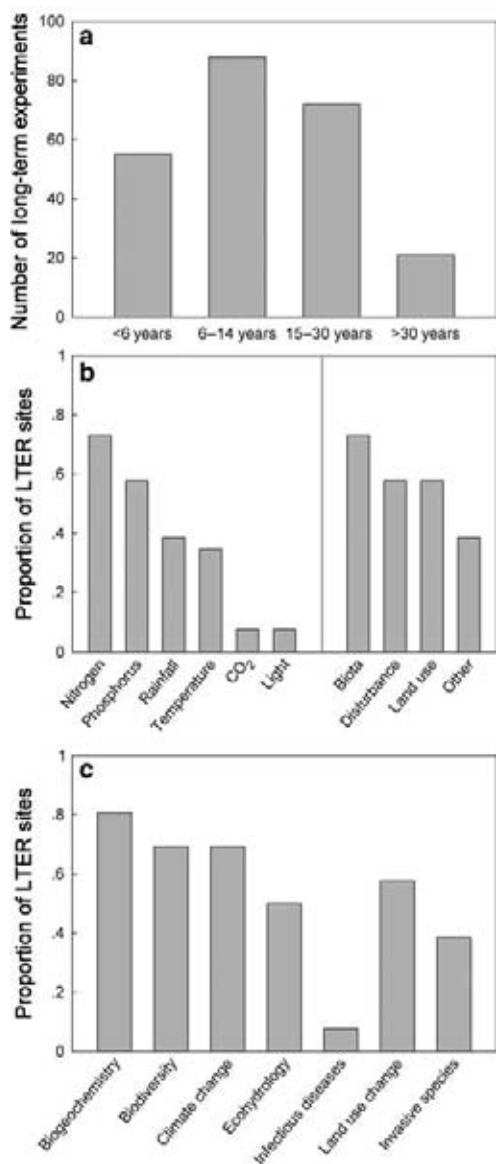 a
Number of long-term experiments
100
80
60
40
20
0
<6 years 6–14 years 15–30 years >30 years
b
Proportion of LTER sites
1
.8
.6
.4
.2
0
Nitrogen
Phosphorus
Rainfall
Temperature
CO2
Light
Biota
Disturbance
Land use
Other
c
Proportion of LTER sites
1
.8
.6
.4
.2
0
Biogeochemistry
Biodiversity
Climate change
Ecohydrology
Infectious diseases
Land use change
Invasive species